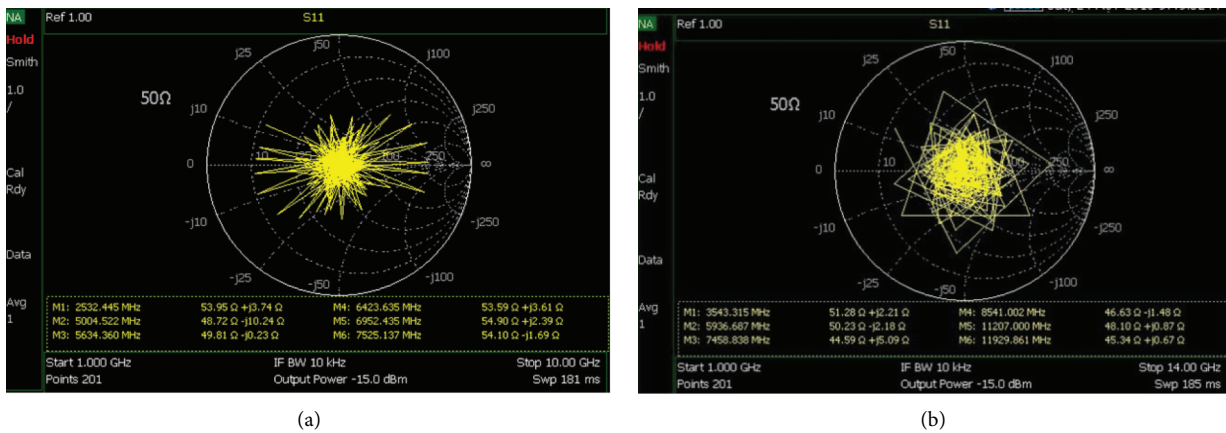 NA Ref 1.00 S11
Hold
Smith
1.0
/
Cal
Rdy
Data
Avg
1
50Ω
j50
j25
j100
j10
j250
0
10
100
250
∞
-j10
-j250
-j25
-j100
-j50
M1: 2532.445 MHz 53.95 Ω +j3.74 Ω M4: 6423.635 MHz 53.59 Ω +j3.61 Ω
M2: 5004.522 MHz 48.72 Ω -j10.24 Ω M5: 6952.435 MHz 54.90 Ω +j2.39 Ω
M3: 5634.360 MHz 49.81 Ω -j0.23 Ω M6: 7525.137 MHz 54.10 Ω -j1.69 Ω
Start 1.000 GHz IF BW 10 kHz Stop 10.00 GHz
Points 201 Output Power -15.0 dBm Swp 181 ms
(a)
NA Ref 1.00 S11
Hold
Smith
1.0
/
Cal
Rdy
Data
Avg
1
50Ω
j50
j25
j100
j10
j250
0
10
100
250
∞
-j10
-j250
-j25
-j100
-j50
M1: 3543.315 MHz 51.28 Ω +j2.21 Ω M4: 8541.002 MHz 46.63 Ω -j1.48 Ω
M2: 5936.687 MHz 50.23 Ω -j2.18 Ω M5: 11207.000 MHz 48.10 Ω +j0.87 Ω
M3: 7458.838 MHz 44.59 Ω +j5.09 Ω M6: 11929.861 MHz 45.34 Ω +j0.67 Ω
Start 1.000 GHz IF BW 10 kHz Stop 14.00 GHz
Points 201 Output Power -15.0 dBm Swp 185 ms
(b)